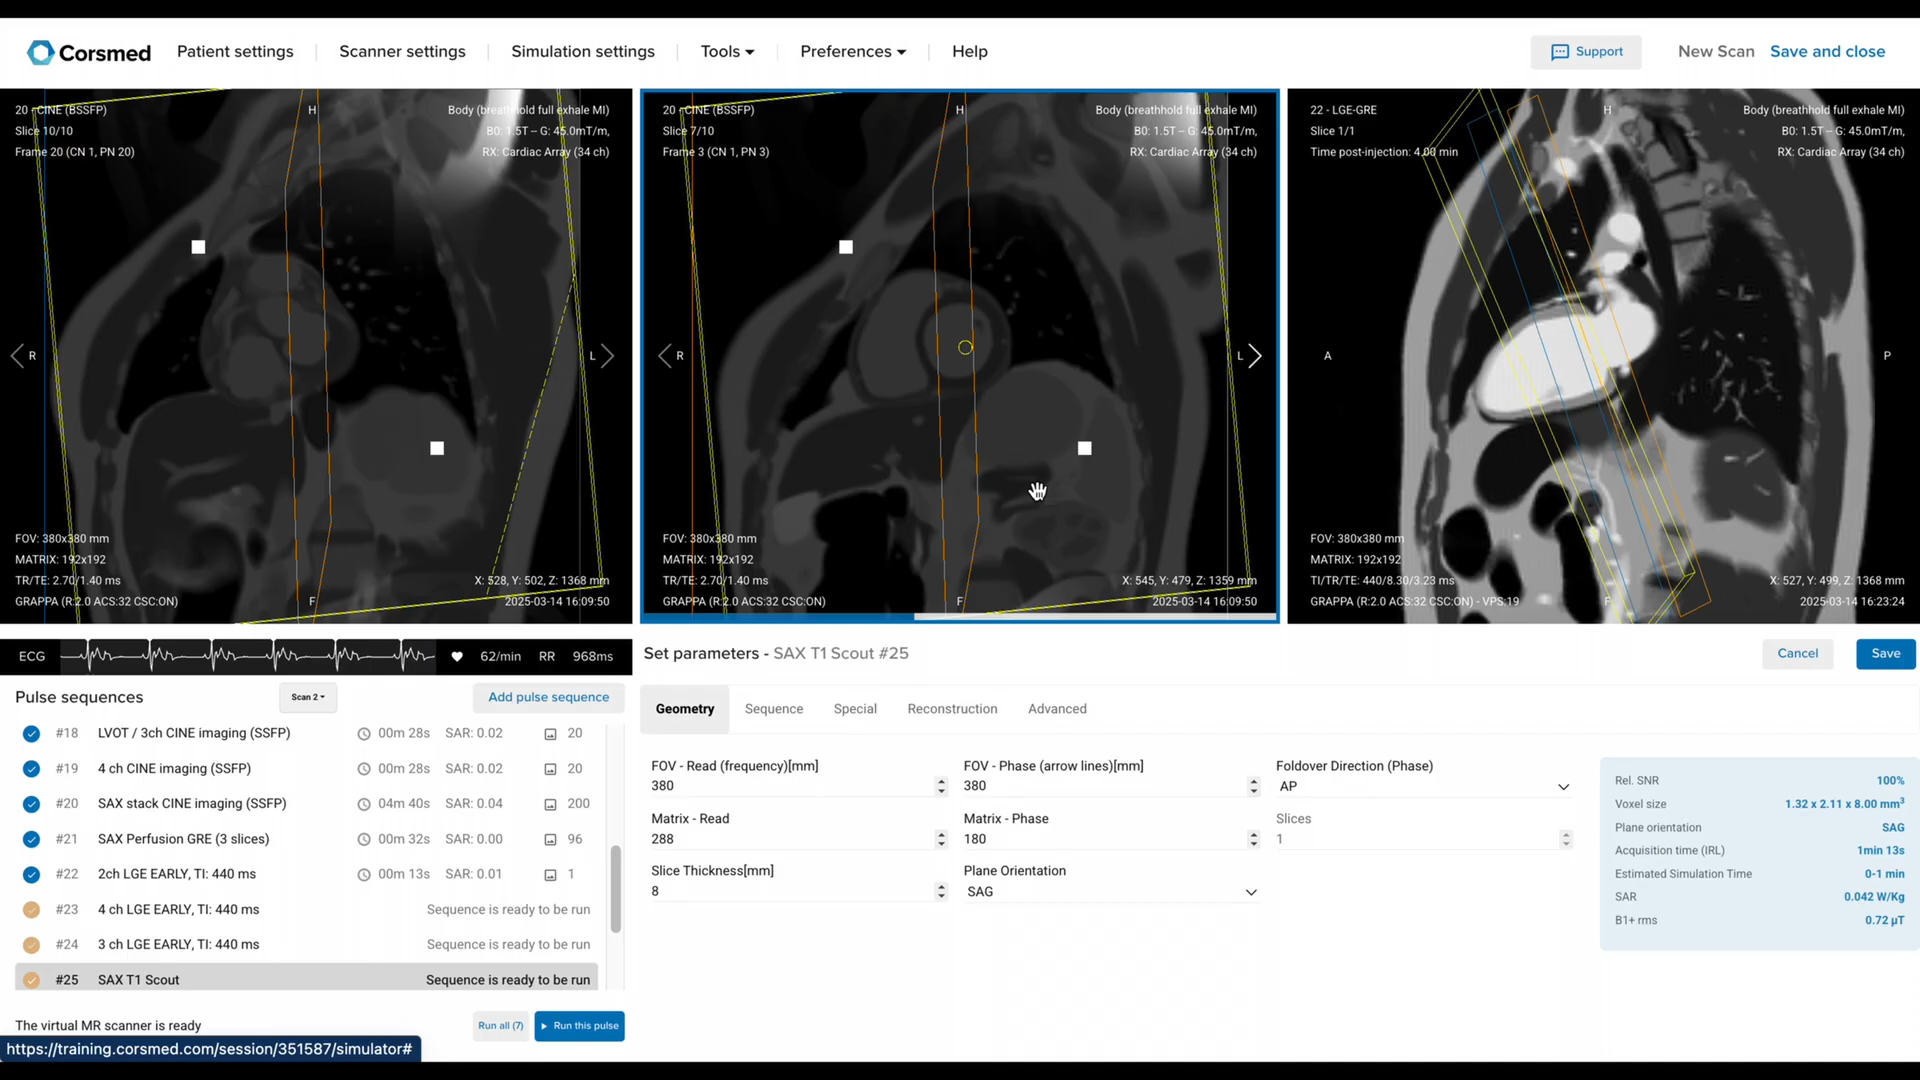 Corsmed
Patient settings
Scanner settings
Simulation settings
Tools
Preferences
Help
Support
New Scan
Save and close
20 - CINE (BSSFP)
Slice 10/10
Frame 20 (CN 1, PN 20)
H
Body (breathhold full exhale MI)
B0: 1.5T – G: 45.0mT/m,
RX: Cardiac Array (34 ch)
R
L
FOV: 380x380 mm
MATRIX: 192x192
TR/TE: 2.70/1.40 ms
GRAPPA (R:2.0 ACS:32 CSC:ON)
F
X: 528, Y: 502, Z: 1368 mm
2025-03-14 16:09:50
20 - CINE (BSSFP)
Slice 7/10
Frame 3 (CN 1, PN 3)
H
Body (breathhold full exhale MI)
B0: 1.5T – G: 45.0mT/m,
RX: Cardiac Array (34 ch)
R
L
FOV: 380x380 mm
MATRIX: 192x192
TR/TE: 2.70/1.40 ms
GRAPPA (R:2.0 ACS:32 CSC:ON)
F
X: 545, Y: 479, Z: 1359 mm
2025-03-14 16:09:50
22 - LGE-GRE
Slice 1/1
Time post-injection: 4.00 min
H
Body (breathhold full exhale MI)
B0: 1.5T – G: 45.0mT/m,
RX: Cardiac Array (34 ch)
A
P
FOV: 380x380 mm
MATRIX: 192x192
TI/TR/TE: 440/8.30/3.23 ms
GRAPPA (R:2.0 ACS:32 CSC:ON) - VPS:19
F
X: 527, Y: 499, Z: 1368 mm
2025-03-14 16:23:24
ECG
62/min
RR
968ms
Pulse sequences
Scan 2
Add pulse sequence
#18 LVOT / 3ch CINE imaging (SSFP) 00m 28s SAR: 0.02 20
#19 4 ch CINE imaging (SSFP) 00m 28s SAR: 0.02 20
#20 SAX stack CINE imaging (SSFP) 04m 40s SAR: 0.04 200
#21 SAX Perfusion GRE (3 slices) 00m 32s SAR: 0.00 96
#22 2ch LGE EARLY, TI: 440 ms 00m 13s SAR: 0.01 1
#23 4 ch LGE EARLY, TI: 440 ms Sequence is ready to be run
#24 3 ch LGE EARLY, TI: 440 ms Sequence is ready to be run
#25 SAX T1 Scout Sequence is ready to be run
The virtual MR scanner is ready
Run all (7)
Run this pulse
https://training.corsmed.com/session/351587/simulator#
Set parameters - SAX T1 Scout #25
Cancel
Save
Geometry
Sequence
Special
Reconstruction
Advanced
FOV - Read (frequency)[mm]
380
FOV - Phase (arrow lines)[mm]
380
Foldover Direction (Phase)
AP
Matrix - Read
288
Matrix - Phase
180
Slices
1
Slice Thickness[mm]
8
Plane Orientation
SAG
Rel. SNR 100%
Voxel size 1.32 x 2.11 x 8.00 mm³
Plane orientation SAG
Acquisition time (IRL) 1min 13s
Estimated Simulation Time 0-1 min
SAR 0.042 W/Kg
B1+ rms 0.72 µT